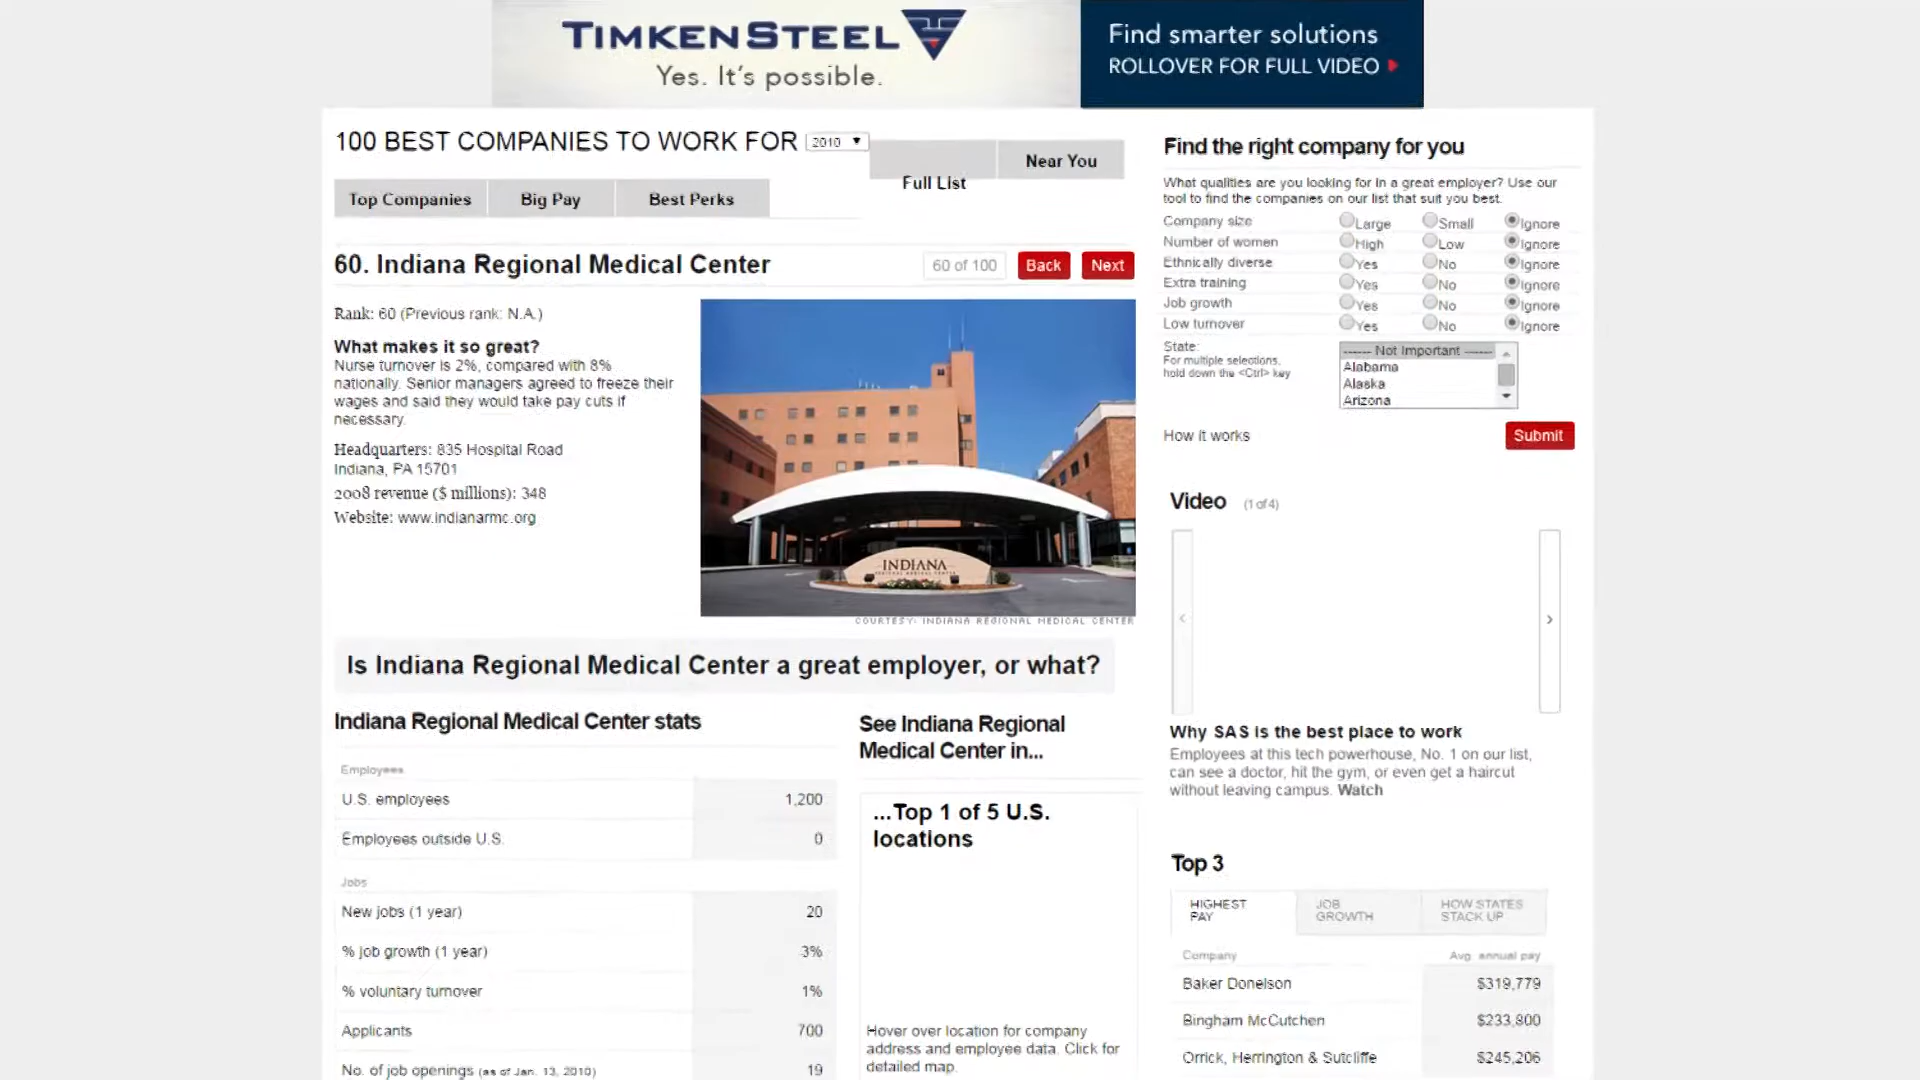 TIMKENSTEEL
Yes. It's possible.
Find smarter solutions
ROLLOVER FOR FULL VIDEO
100 BEST COMPANIES TO WORK FOR 2010
Full List
Near You
Top Companies
Big Pay
Best Perks
60. Indiana Regional Medical Center
60 of 100
Back
Next
Rank: 60 (Previous rank: N.A.)
What makes it so great?
Nurse turnover is 2%, compared with 8%
nationally. Senior managers agreed to freeze their
wages and said they would take pay cuts if
necessary.
Headquarters: 835 Hospital Road
Indiana, PA 15701
2008 revenue ($ millions): 348
Website: www.indianarmc.org
INDIANA
REGIONAL MEDICAL CENTER
COURTESY: INDIANA REGIONAL MEDICAL CENTER
Is Indiana Regional Medical Center a great employer, or what?
Indiana Regional Medical Center stats
Employees
U.S. employees 1,200
Employees outside U.S. 0
Jobs
New jobs (1 year) 20
% job growth (1 year) 3%
% voluntary turnover 1%
Applicants 700
No. of job openings (as of Jan. 13, 2010) 19
See Indiana Regional
Medical Center in...
...Top 1 of 5 U.S.
locations
Hover over location for company
address and employee data. Click for
detailed map.
Find the right company for you
What qualities are you looking for in a great employer? Use our
tool to find the companies on our list that suit you best.
Company size Large Small Ignore
Number of women High Low Ignore
Ethnically diverse Yes No Ignore
Extra training Yes No Ignore
Job growth Yes No Ignore
Low turnover Yes No Ignore
State:
For multiple selections,
hold down the <Ctrl> key
------ Not Important ------
Alabama
Alaska
Arizona
How it works
Submit
Video (1 of 4)
Why SAS is the best place to work
Employees at this tech powerhouse, No. 1 on our list,
can see a doctor, hit the gym, or even get a haircut
without leaving campus. Watch
Top 3
HIGHEST
PAY
JOB
GROWTH
HOW STATES
STACK UP
Company Avg. annual pay
Baker Donelson $319,779
Bingham McCutchen $233,800
Orrick, Herrington & Sutcliffe $245,206